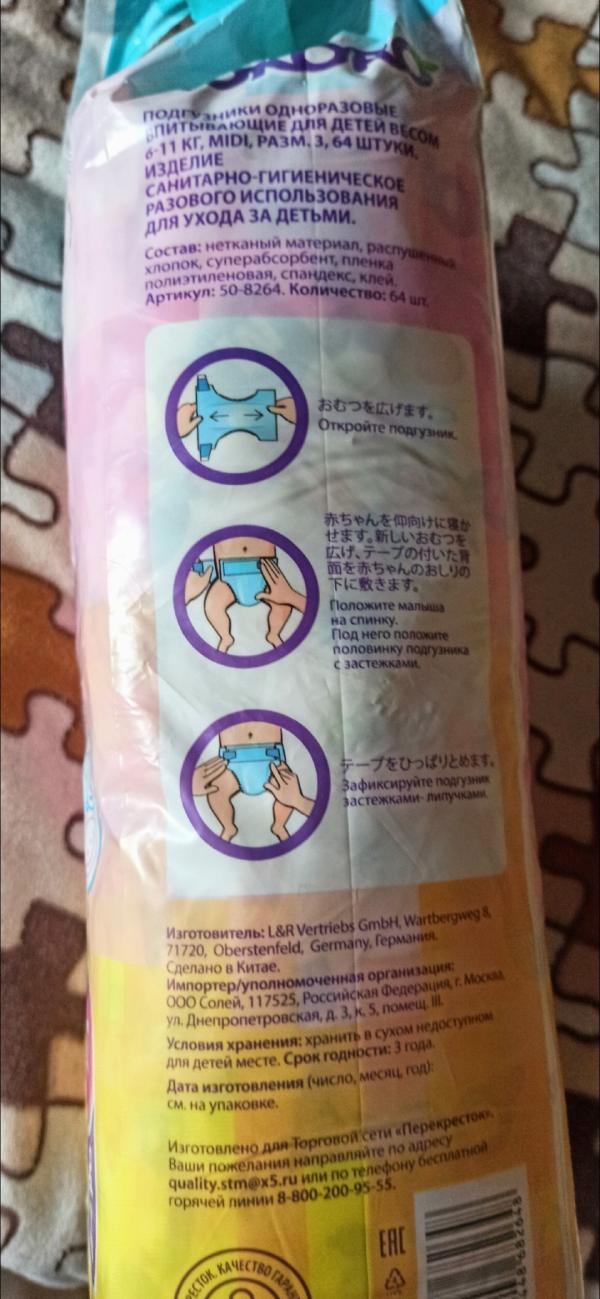 ПОДГУЗНИКИ ОДНОРАЗОВЫЕ
ВПИТЫВАЮЩИЕ ДЛЯ ДЕТЕЙ ВЕСОМ
6-11 КГ, MIDI, РАЗМ. 3, 64 ШТУКИ.
ИЗДЕЛИЕ
САНИТАРНО-ГИГИЕНИЧЕСКОЕ
РАЗОВОГО ИСПОЛЬЗОВАНИЯ
ДЛЯ УХОДА ЗА ДЕТЬМИ.
Состав: нетканый материал, распушенный
хлопок, суперабсорбент, пленка
полиэтиленовая, спандекс, клей.
Артикул: 50-8264. Количество: 64 шт.
おむつを広げます。
Откройте подгузник.
赤ちゃんを仰向けに寝か
せます。新しいおむつを
広げ、テープの付いた背
面を赤ちゃんのおしりの
下に敷きます。
Положите малыша
на спинку.
Под него положите
половинку подгузника
с застежками.
テープをひっぱりとめます。
Зафиксируйте подгузник
застежками- липучками.
Изготовитель: L&R Vertriebs GmbH, Wartbergweg 8,
71720, Oberstenfeld, Germany, Германия.
Сделано в Китае.
Импортер/уполномоченная организация:
ООО Солей, 117525, Российская Федерация, г. Москва,
ул. Днепропетровская, д. 3, к. 5, помещ. III.
Условия хранения: хранить в сухом недоступном
для детей месте. Срок годности: 3 года.
Дата изготовления (число, месяц, год):
см. на упаковке.
Изготовлено для Торговой сети «Перекресток».
Ваши пожелания направляйте по адресу
quality.stm@x5.ru или по телефону бесплатной
горячей линии 8-800-200-95-55.
EAC
КАЧЕСТВО